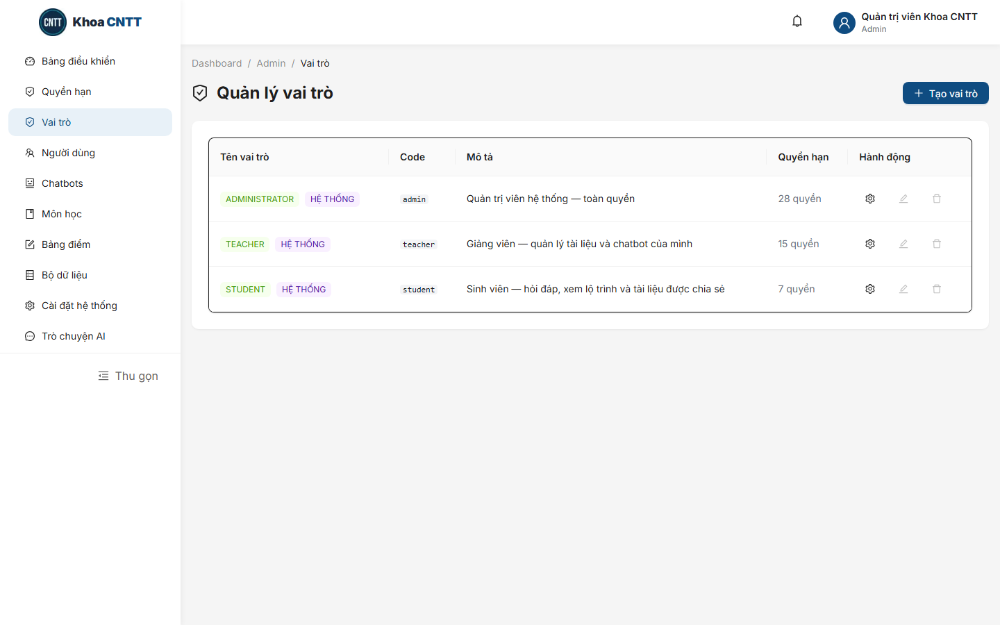 CNTT Khoa CNTT
Quản trị viên Khoa CNTT
Admin
Bảng điều khiển
Quyền hạn
Vai trò
Người dùng
Chatbots
Môn học
Bảng điểm
Bộ dữ liệu
Cài đặt hệ thống
Trò chuyện AI
Thu gọn
Dashboard / Admin / Vai trò
Quản lý vai trò
+ Tạo vai trò
Tên vai trò Code Mô tả Quyền hạn Hành động
ADMINISTRATOR HỆ THỐNG admin Quản trị viên hệ thống — toàn quyền 28 quyền
TEACHER HỆ THỐNG teacher Giảng viên — quản lý tài liệu và chatbot của mình 15 quyền
STUDENT HỆ THỐNG student Sinh viên — hỏi đáp, xem lộ trình và tài liệu được chia sẻ 7 quyền